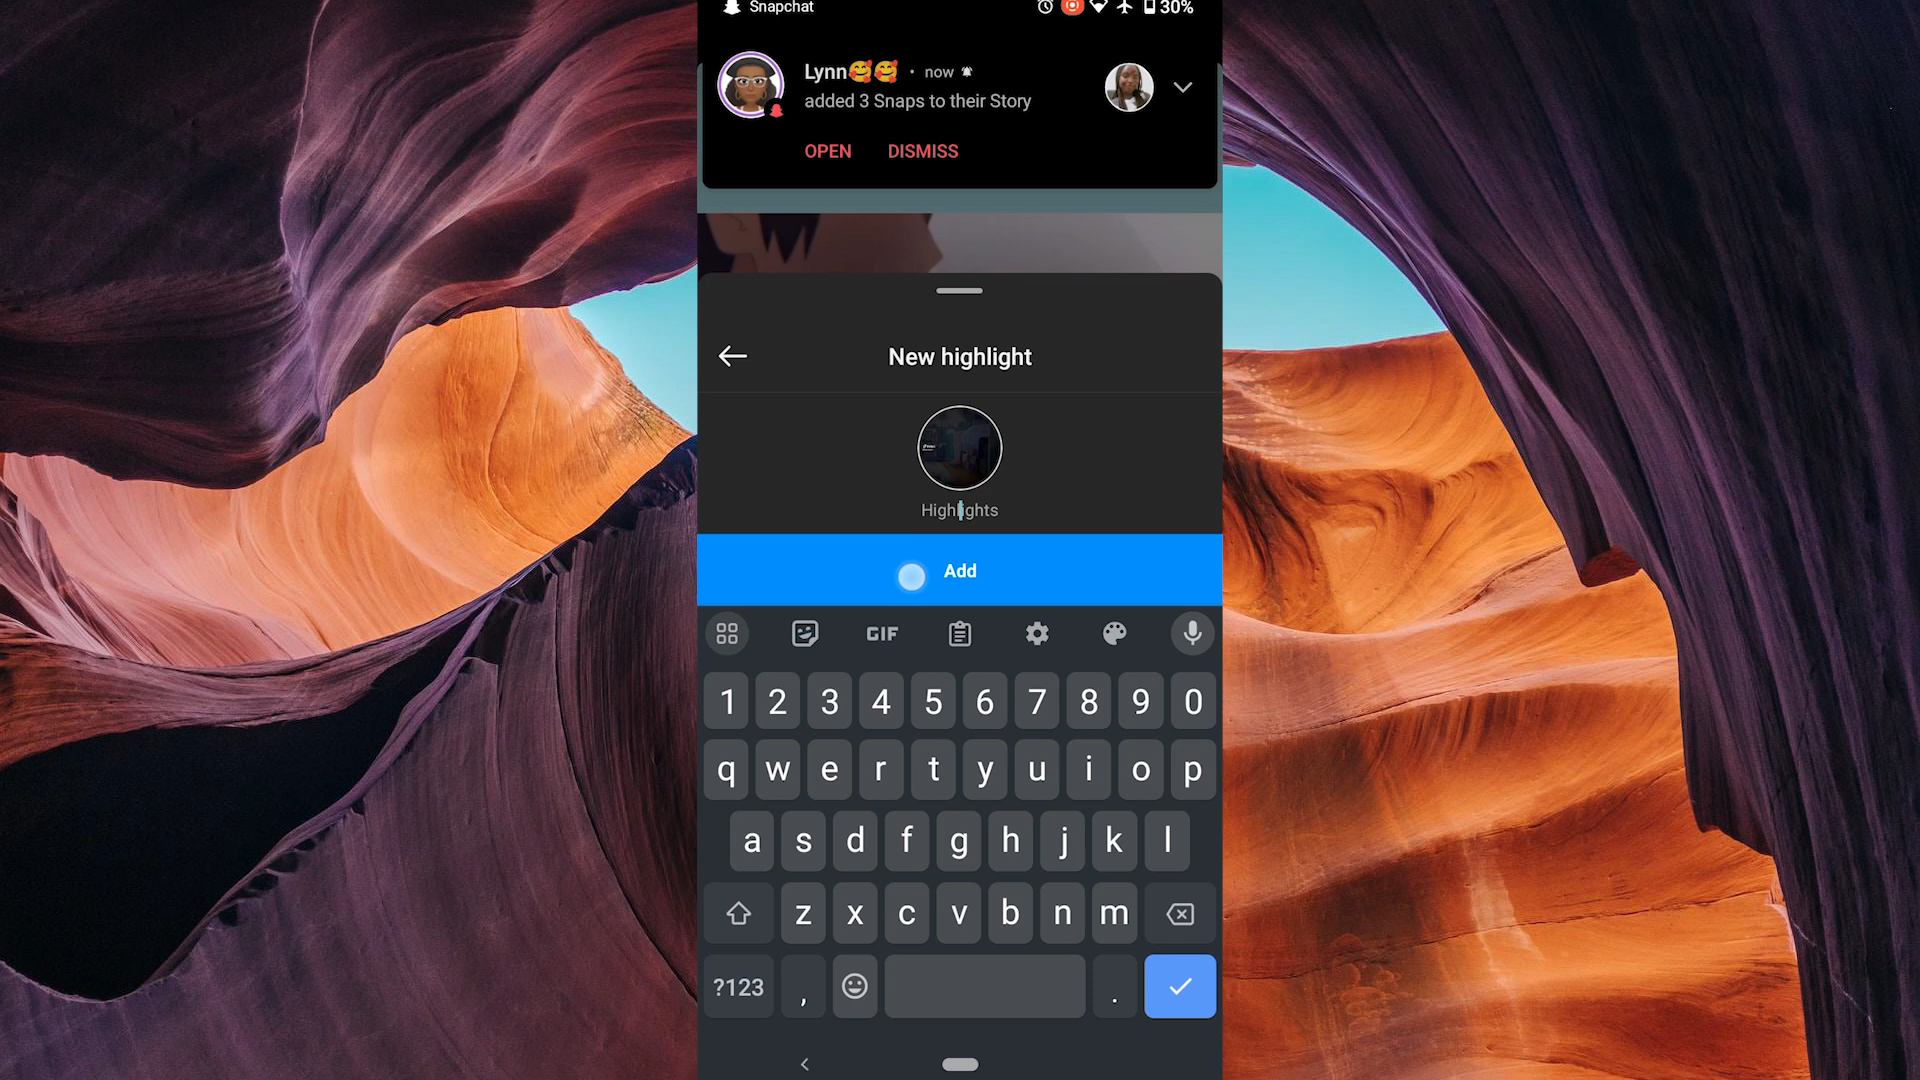 Snapchat
30%
Lynn🥰🥰 · now
added 3 Snaps to their Story
OPEN DISMISS
New highlight
Highlights
Add
GIF
1 2 3 4 5 6 7 8 9 0
q w e r t y u i o p
a s d f g h j k l
z x c v b n m
?123 , .